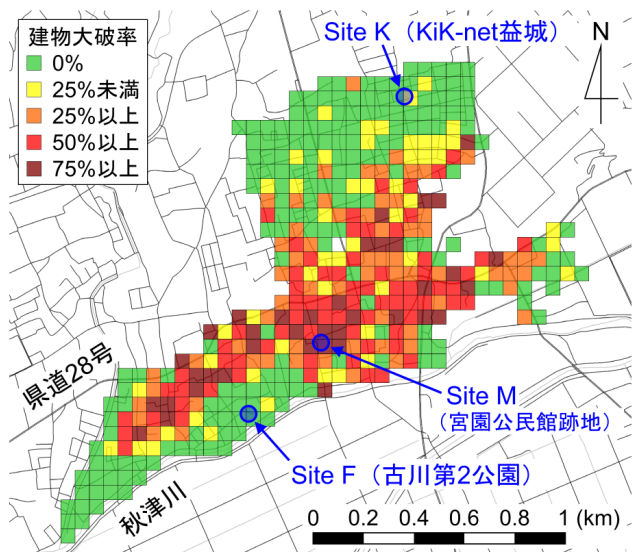 建物大破率
0%
25%未満
25%以上
50%以上
75%以上
Site K（KiK-net益城）
N
県道28号
Site M
（宮園公民館跡地）
Site F（古川第2公園）
秋津川
0 0.2 0.4 0.6 0.8 1 (km)